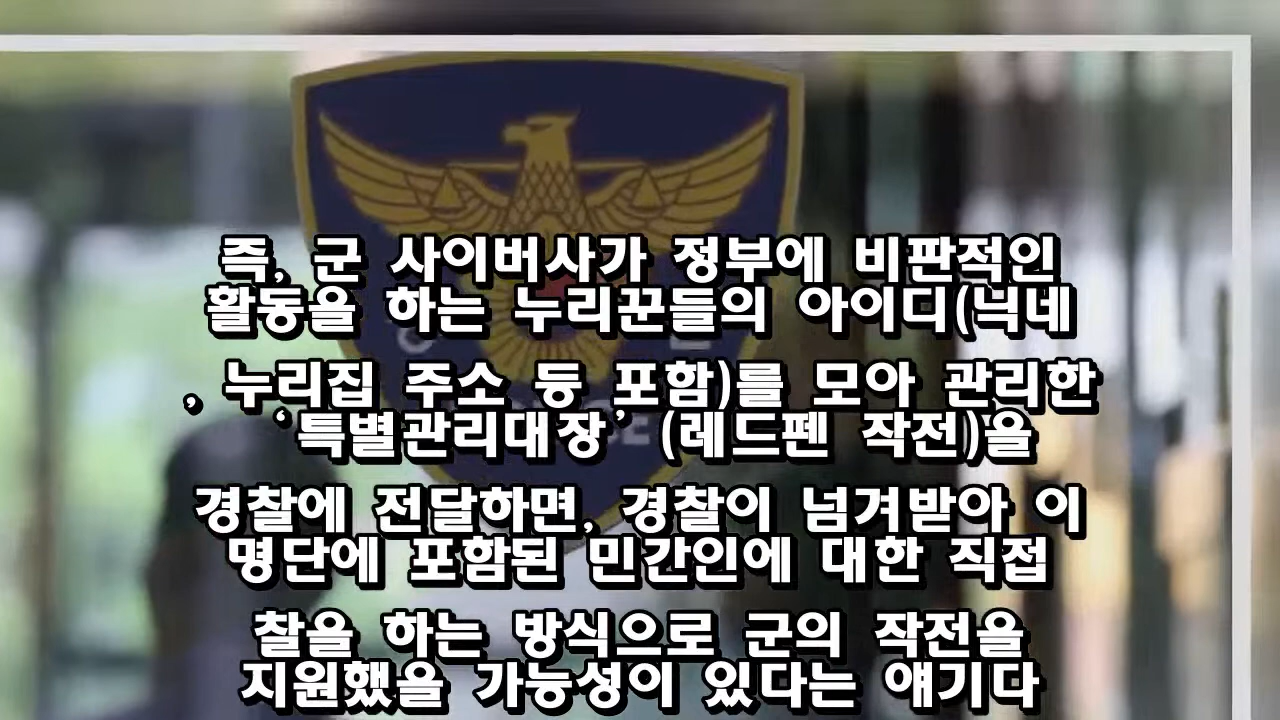 즉, 군 사이버사가 정부에 비판적인
활동을 하는 누리꾼들의 아이디(닉네
, 누리집 주소 등 포함)를 모아 관리한
‘특별관리대장’ (레드펜 작전)을
경찰에 전달하면, 경찰이 넘겨받아 이
명단에 포함된 민간인에 대한 직접
찰을 하는 방식으로 군의 작전을
지원했을 가능성이 있다는 얘기다